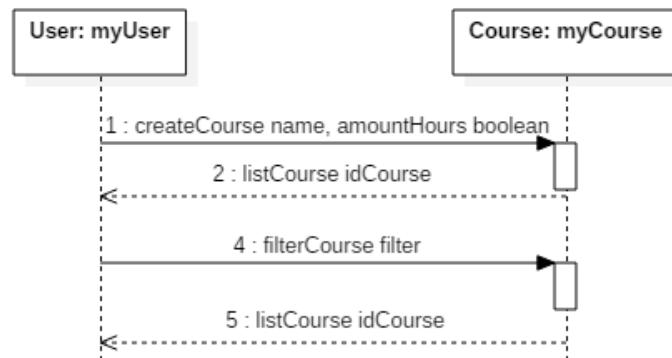 User: myUser
Course: myCourse
1 : createCourse name, amountHours boolean
2 : listCourse idCourse
4 : filterCourse filter
5 : listCourse idCourse